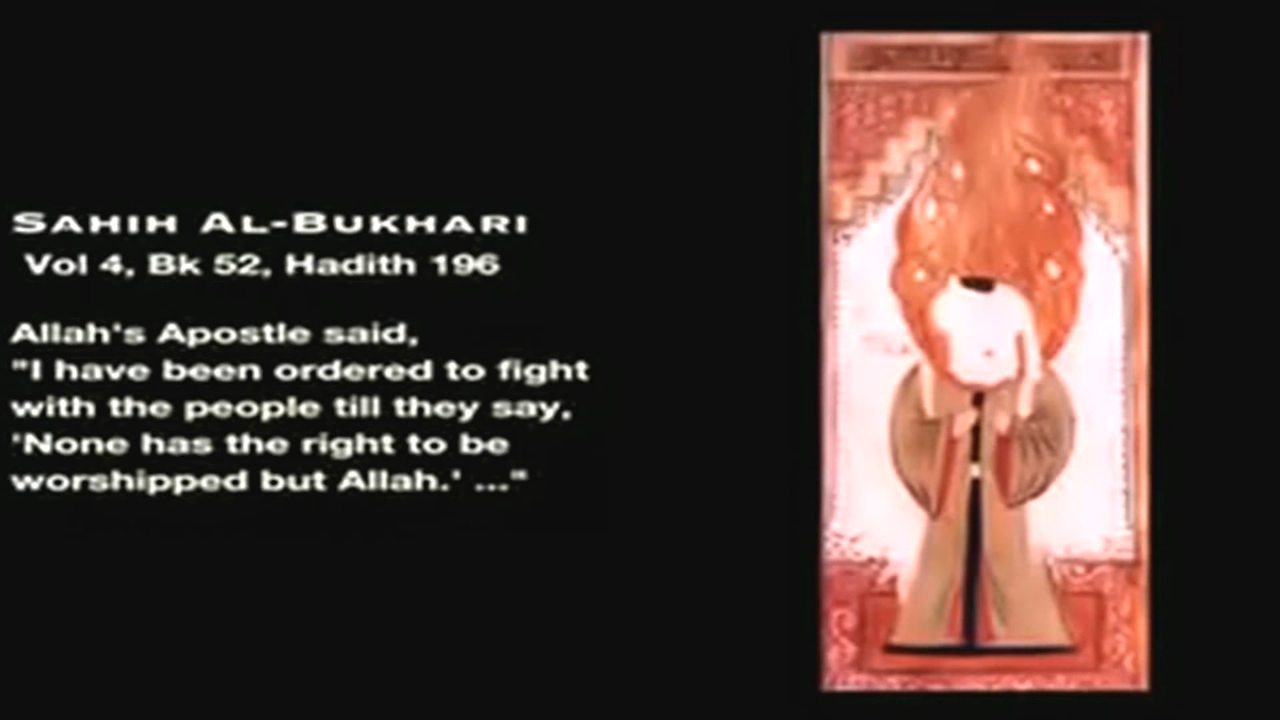 SAHIH AL-BUKHARI
Vol 4, Bk 52, Hadith 196
Allah's Apostle said,
"I have been ordered to fight
with the people till they say,
'None has the right to be
worshipped but Allah.' ..."